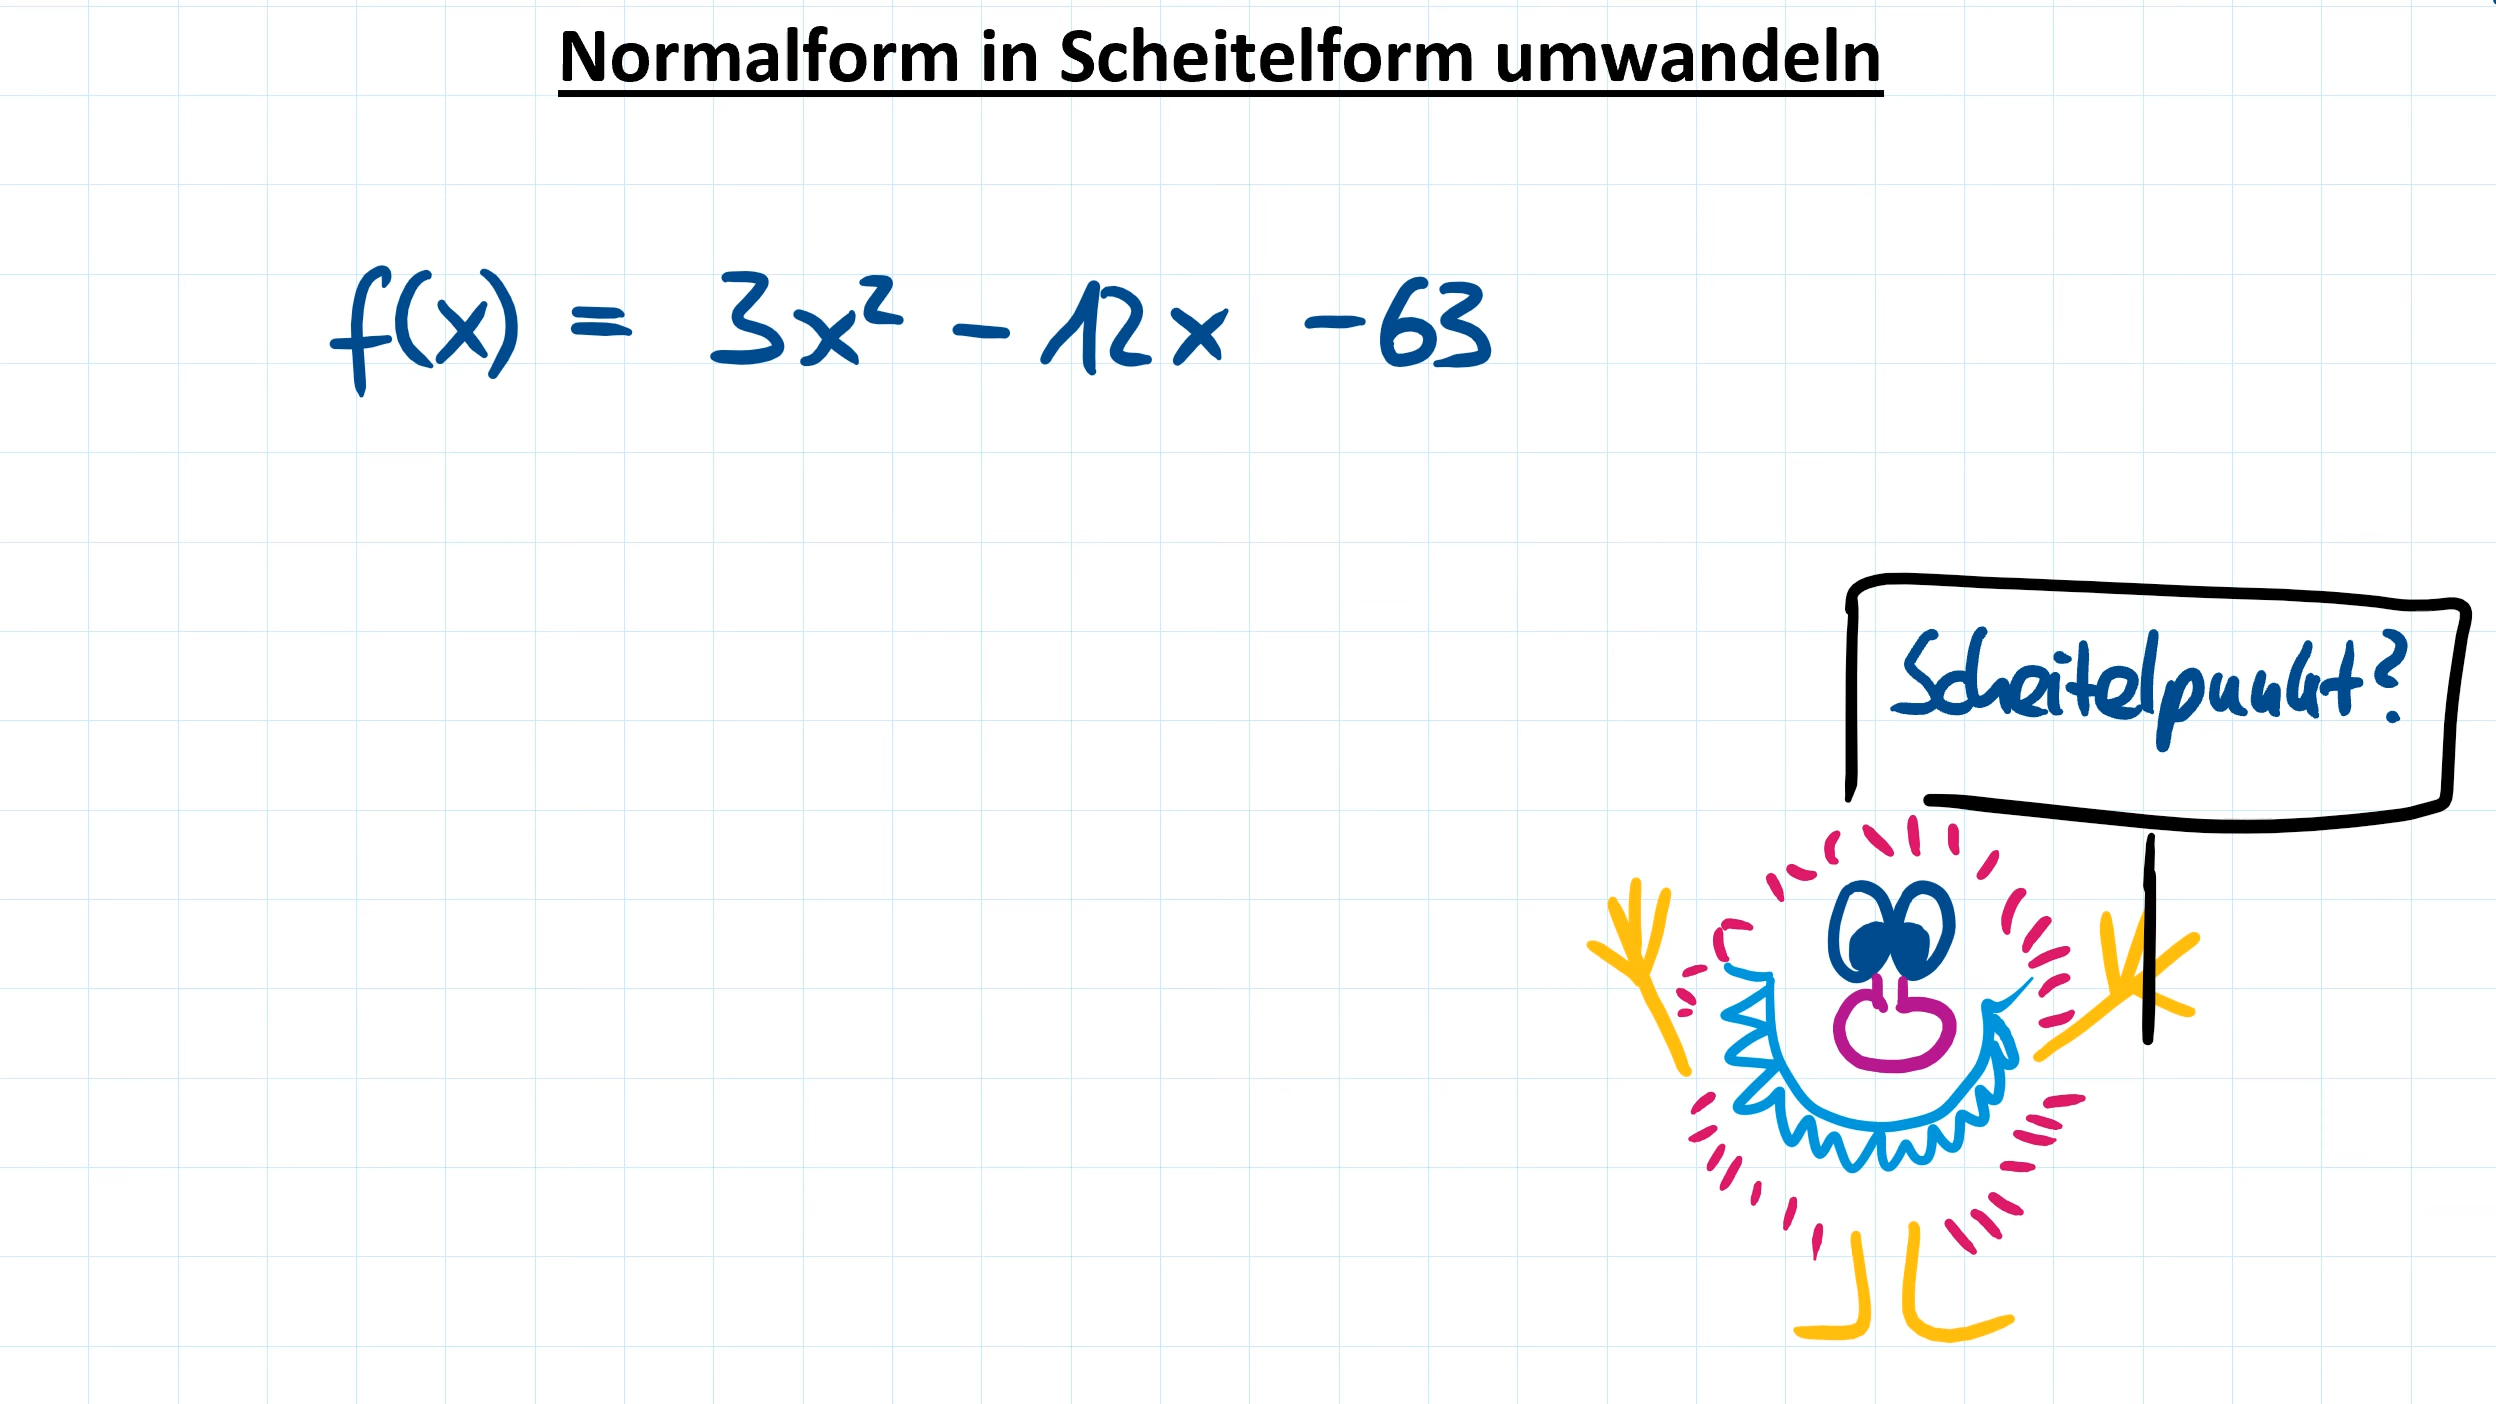 Normalform in Scheitelform umwandeln
f(x) = 3x² - 12x - 63
Scheitelpunkt?